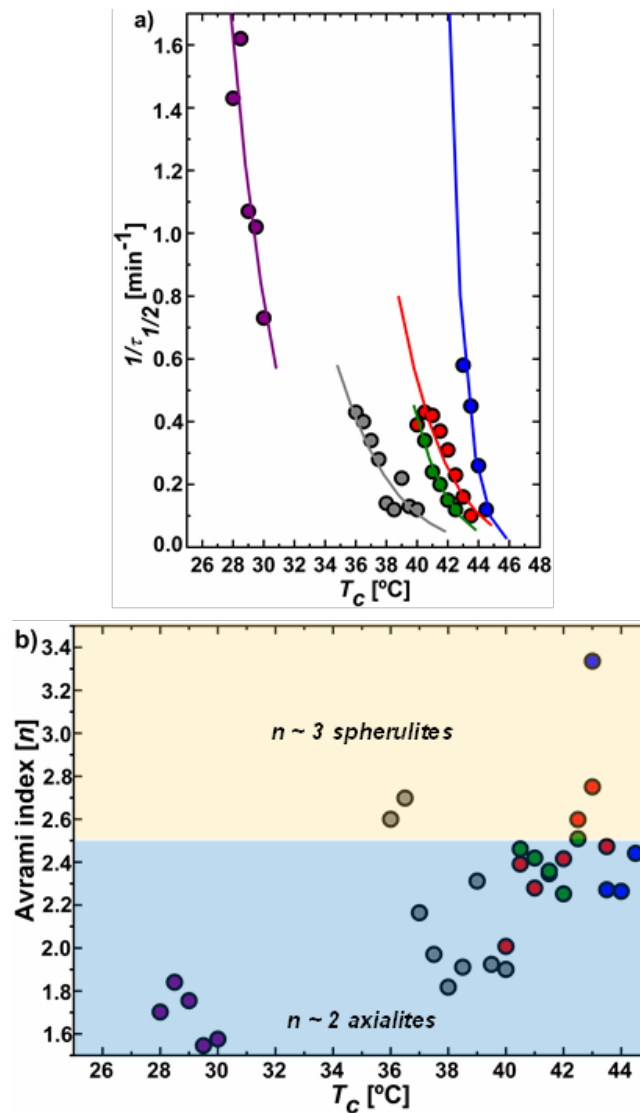 a)
1.6
1.4
1.2
1.0
0.8
0.6
0.4
0.2
0.0
1/τ1/2 [min-1]
26 28 30 32 34 36 38 40 42 44 46 48
Tc [ºC]
b)
3.4
3.2
3.0
2.8
2.6
2.4
2.2
2.0
1.8
1.6
Avrami index [n]
n ~ 3 spherulites
n ~ 2 axialites
26 28 30 32 34 36 38 40 42 44
Tc [ºC]